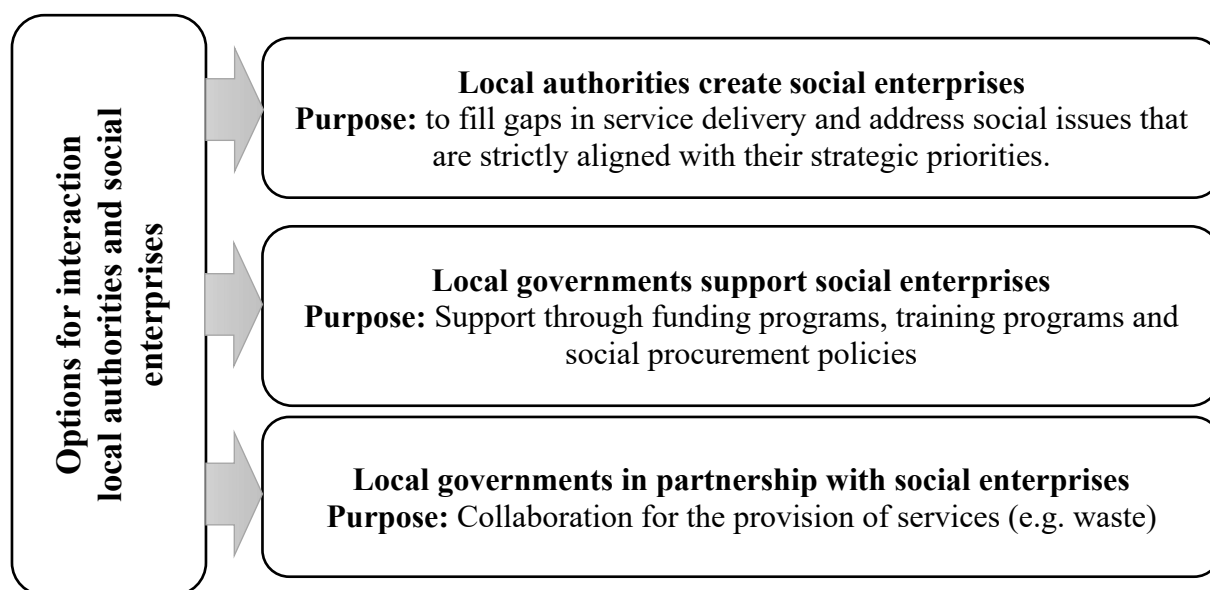 Options for interaction
local authorities and social
enterprises
Local authorities create social enterprises
Purpose: to fill gaps in service delivery and address social issues that
are strictly aligned with their strategic priorities.
Local governments support social enterprises
Purpose: Support through funding programs, training programs and
social procurement policies
Local governments in partnership with social enterprises
Purpose: Collaboration for the provision of services (e.g. waste)